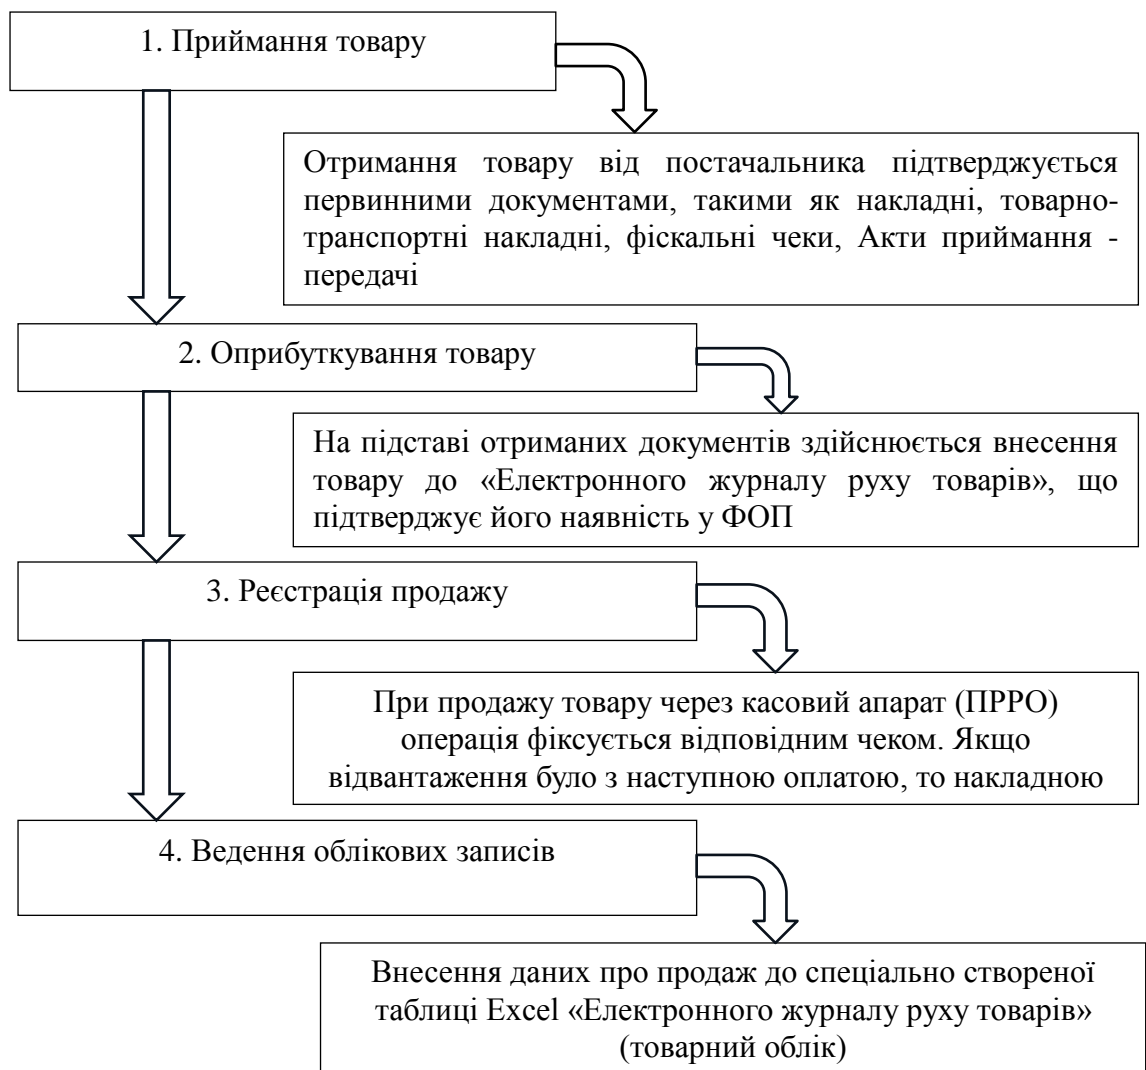 1. Приймання товару
Отримання товару від постачальника підтверджується
первинними документами, такими як накладні, товарно-
транспортні накладні, фіскальні чеки, Акти приймання -
передачі
2. Оприбуткування товару
На підставі отриманих документів здійснюється внесення
товару до «Електронного журналу руху товарів», що
підтверджує його наявність у ФОП
3. Реєстрація продажу
При продажу товару через касовий апарат (ПРРО)
операція фіксується відповідним чеком. Якщо
відвантаження було з наступною оплатою, то накладною
4. Ведення облікових записів
Внесення даних про продаж до спеціально створеної
таблиці Excel «Електронного журналу руху товарів»
(товарний облік)